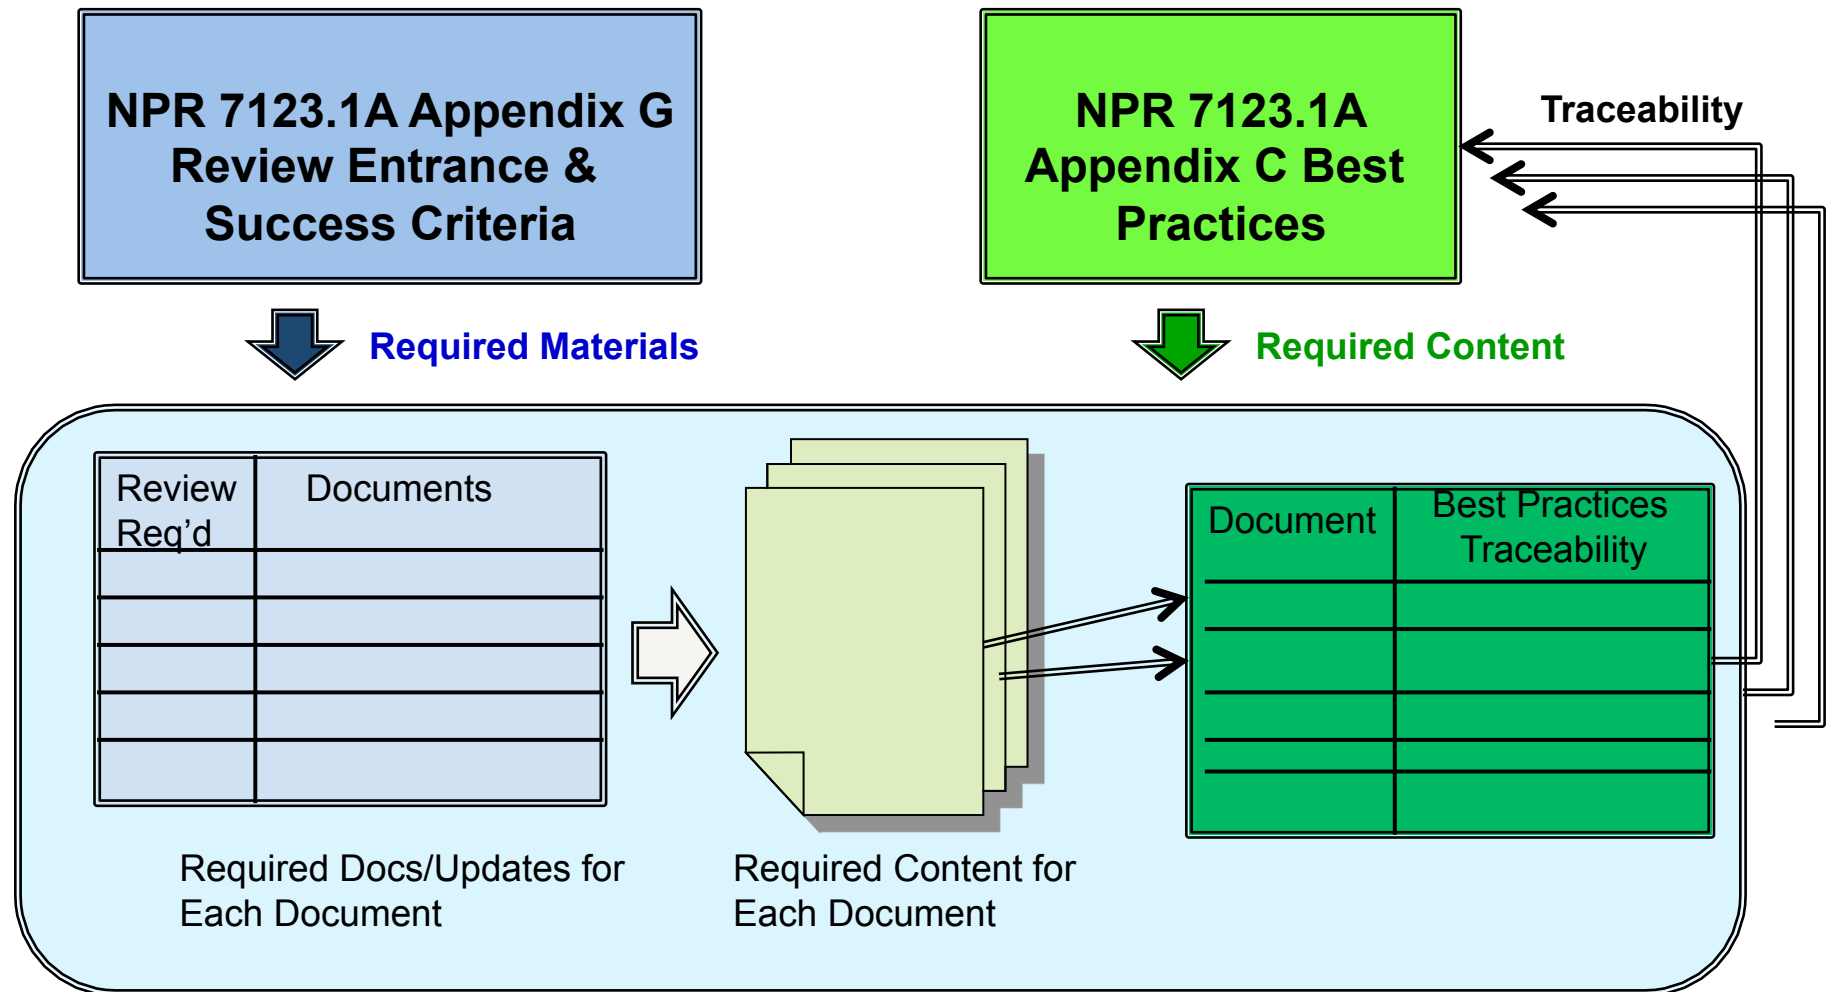 NPR 7123.1A Appendix G
Review Entrance &
Success Criteria
NPR 7123.1A
Appendix C Best
Practices
Traceability
Required Materials
Required Content
Review
Req’d
Documents
Document
Best Practices
Traceability
Required Docs/Updates for
Each Document
Required Content for
Each Document